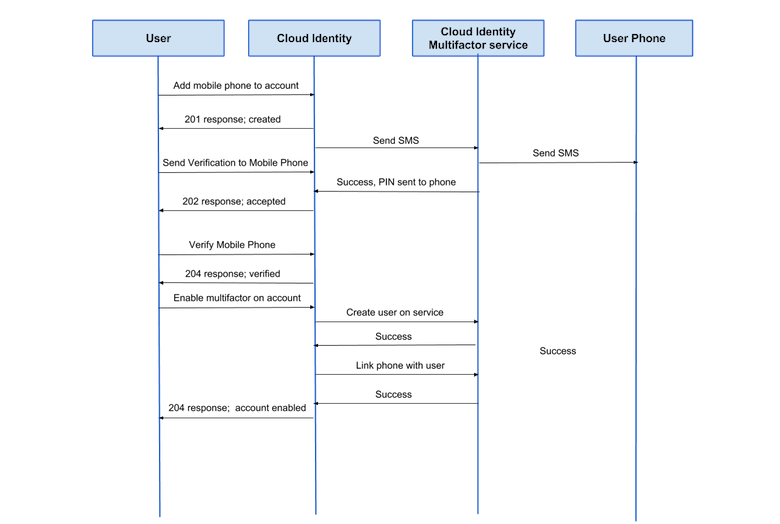 User
Cloud Identity
Cloud Identity
Multifactor service
User Phone
Add mobile phone to account
201 response; created
Send SMS
Send SMS
Send Verification to Mobile Phone
Success, PIN sent to phone
202 response; accepted
Verify Mobile Phone
204 response; verified
Enable multifactor on account
Create user on service
Success
Success
Link phone with user
Success
204 response;  account enabled